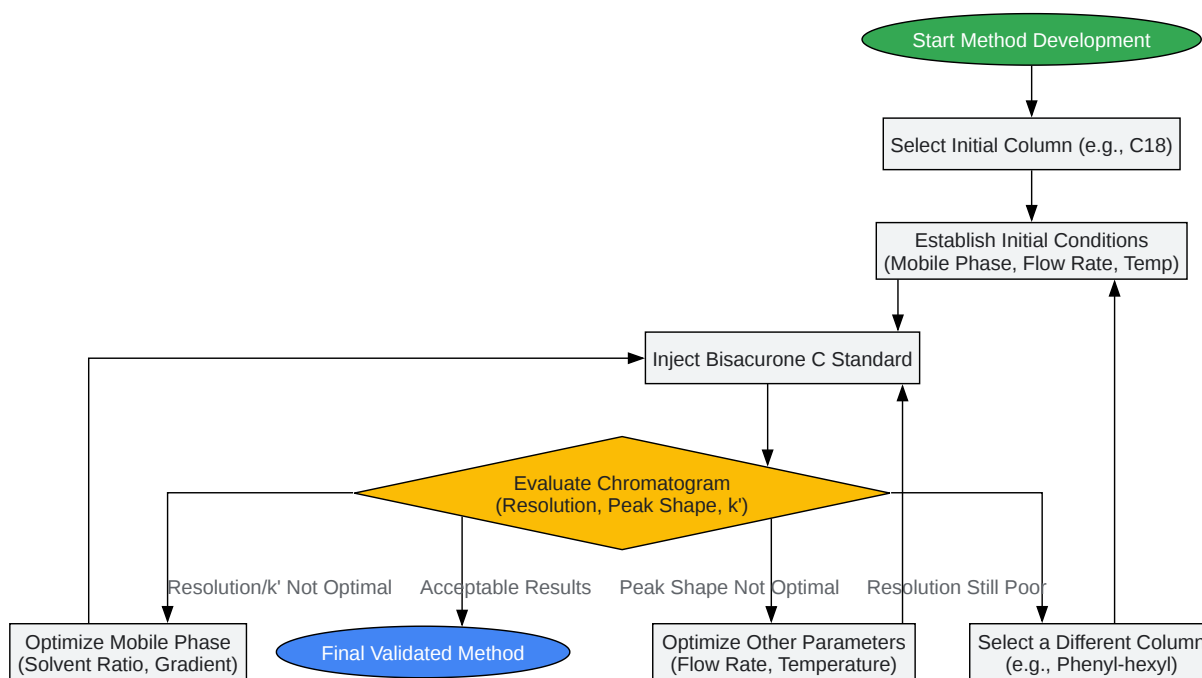 Start Method Development
Select Initial Column (e.g., C18)
Establish Initial Conditions
(Mobile Phase, Flow Rate, Temp)
Inject Bisacurone C Standard
Evaluate Chromatogram
(Resolution, Peak Shape, k')
Resolution/k' Not Optimal
Acceptable Results
Peak Shape Not Optimal
Resolution Still Poor
Optimize Mobile Phase
(Solvent Ratio, Gradient)
Final Validated Method
Optimize Other Parameters
(Flow Rate, Temperature)
Select a Different Column
(e.g., Phenyl-hexyl)